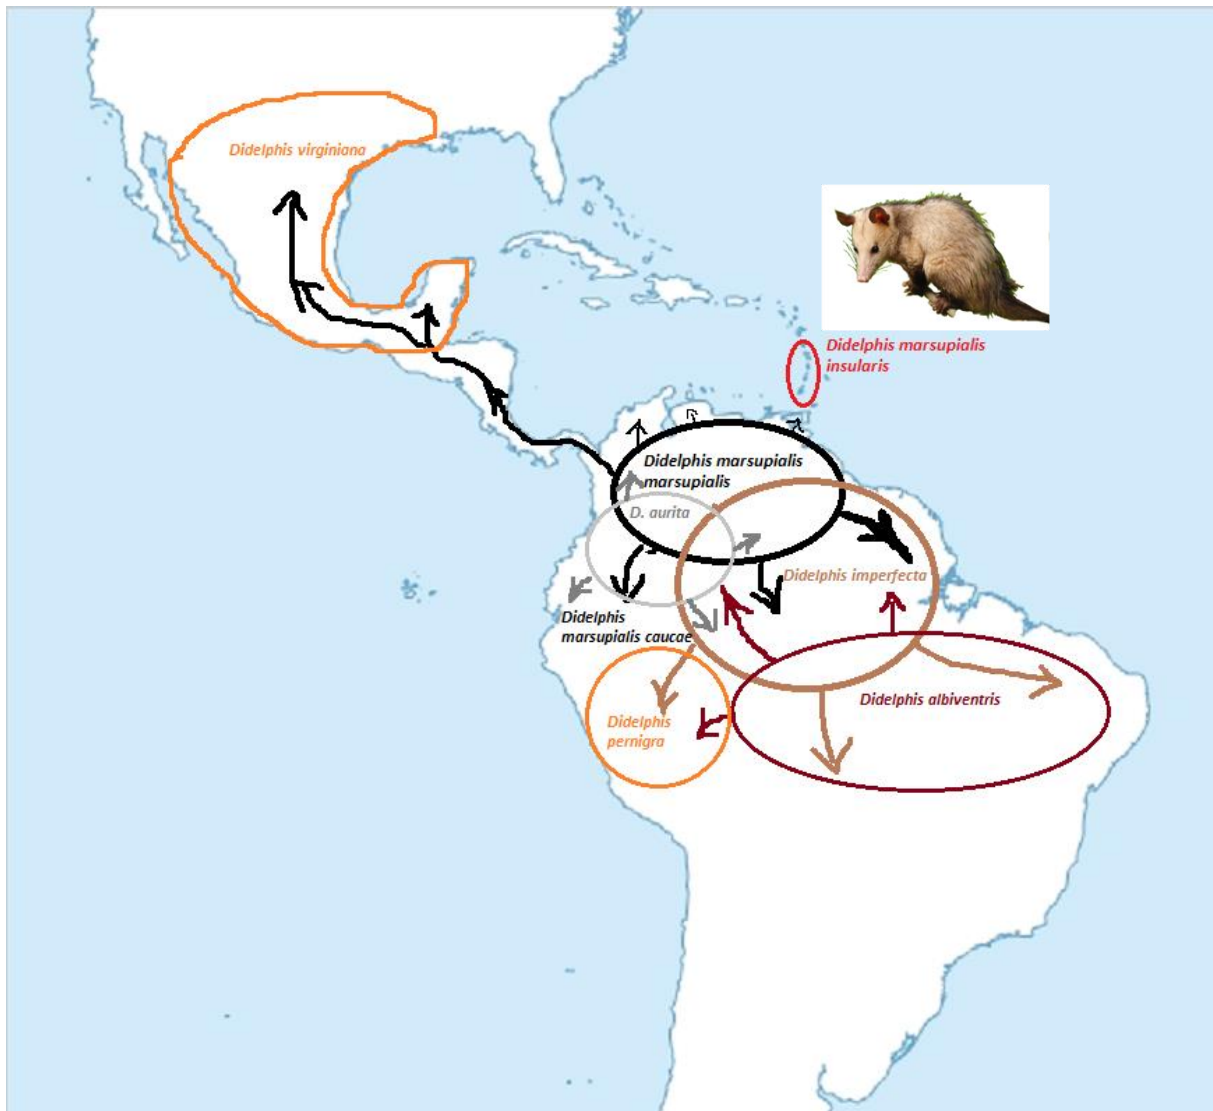 Didelphis virginiana
Didelphis marsupialis
insularis
Didelphis marsupialis
marsupialis
D. aurita
Didelphis imperfecta
Didelphis
marsupialis caucae
Didelphis albiventris
Didelphis
pernigra